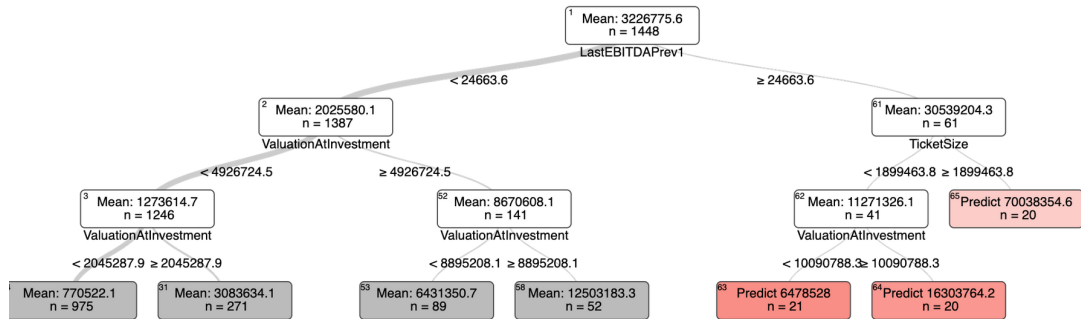 1
Mean: 3226775.6
n = 1448
LastEBITDAPrev1
< 24663.6
≥ 24663.6
2
Mean: 2025580.1
n = 1387
ValuationAtInvestment
61
Mean: 30539204.3
n = 61
TicketSize
< 4926724.5
≥ 4926724.5
< 1899463.8
≥ 1899463.8
3
Mean: 1273614.7
n = 1246
ValuationAtInvestment
52
Mean: 8670608.1
n = 141
ValuationAtInvestment
62
Mean: 11271326.1
n = 41
ValuationAtInvestment
65
Predict 70038354.6
n = 20
< 2045287.9
≥ 2045287.9
< 8895208.1
≥ 8895208.1
< 10090788.3
≥ 10090788.3
Mean: 770522.1
n = 975
31
Mean: 3083634.1
n = 271
53
Mean: 6431350.7
n = 89
58
Mean: 12503183.3
n = 52
63
Predict 6478528
n = 21
64
Predict 16303764.2
n = 20